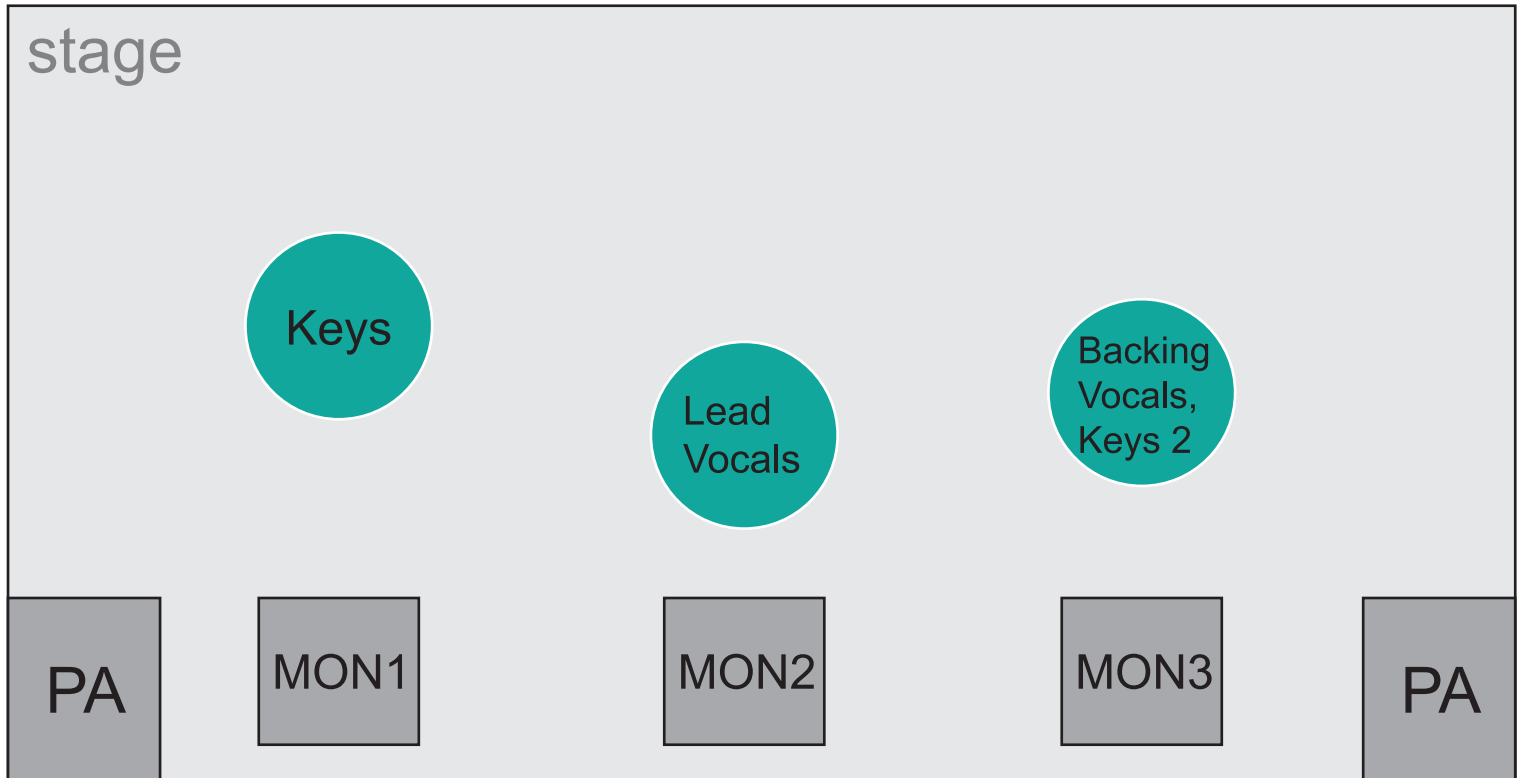 stage
Keys
Lead
Vocals
Backing
Vocals,
Keys 2
PA
MON1
MON2
MON3
PA